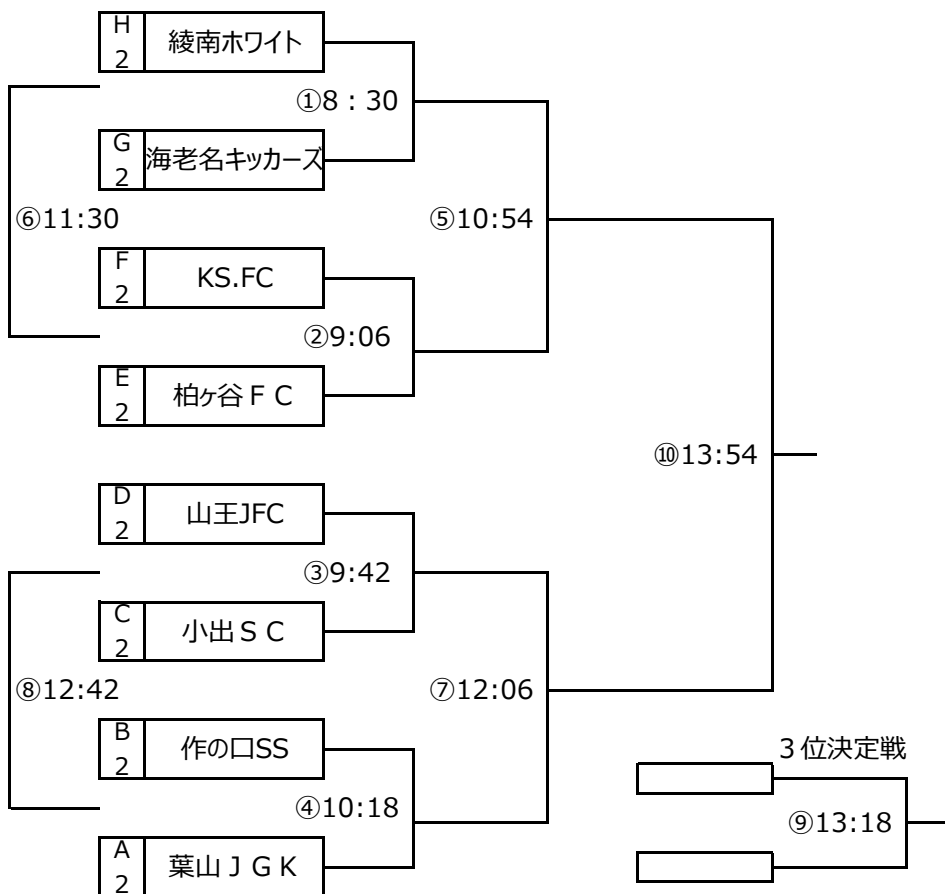 H
2
綾南ホワイト
①8：30
G
2
海老名キッカーズ
⑥11:30
⑤10:54
F
2
KS.FC
②9:06
E
2
柏ヶ谷ＦＣ
⑩13:54
D
2
山王JFC
③9:42
C
2
小出ＳＣ
⑧12:42
⑦12:06
B
2
作の口SS
３位決定戦
④10:18
⑨13:18
A
2
葉山ＪＧＫ